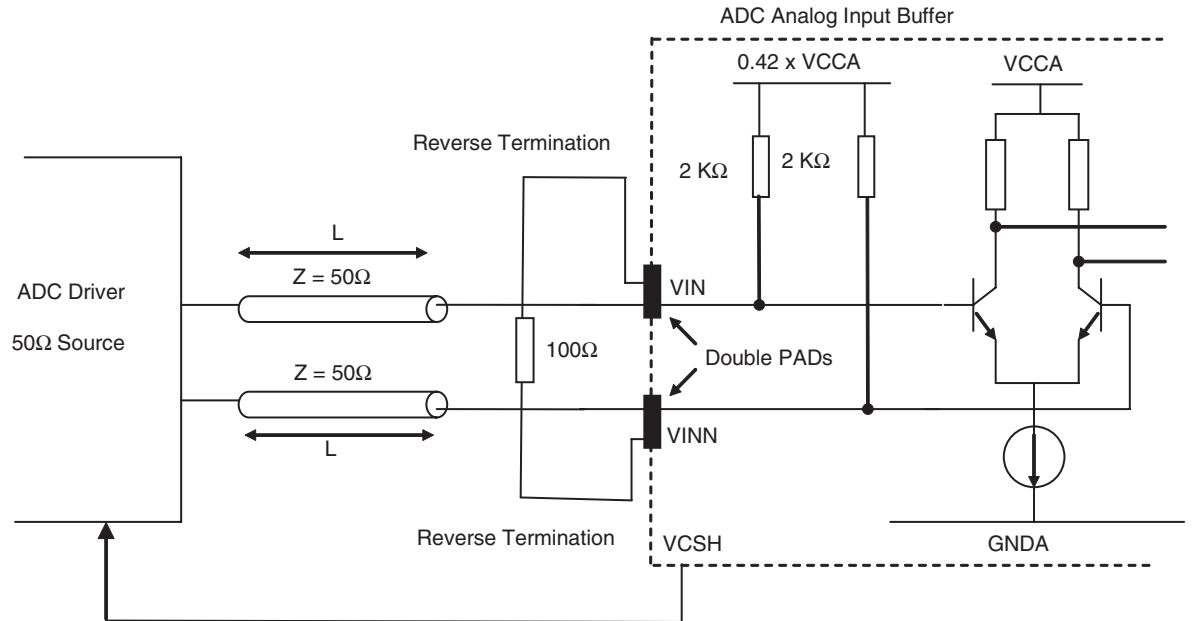 ADC Analog Input Buffer
0.42 x VCCA
VCCA
Reverse Termination
2 KΩ
2 KΩ
L
Z = 50Ω
ADC Driver
50Ω Source
VIN
100Ω
Double PADs
Z = 50Ω
VINN
L
Reverse Termination
VCSH
GNDA